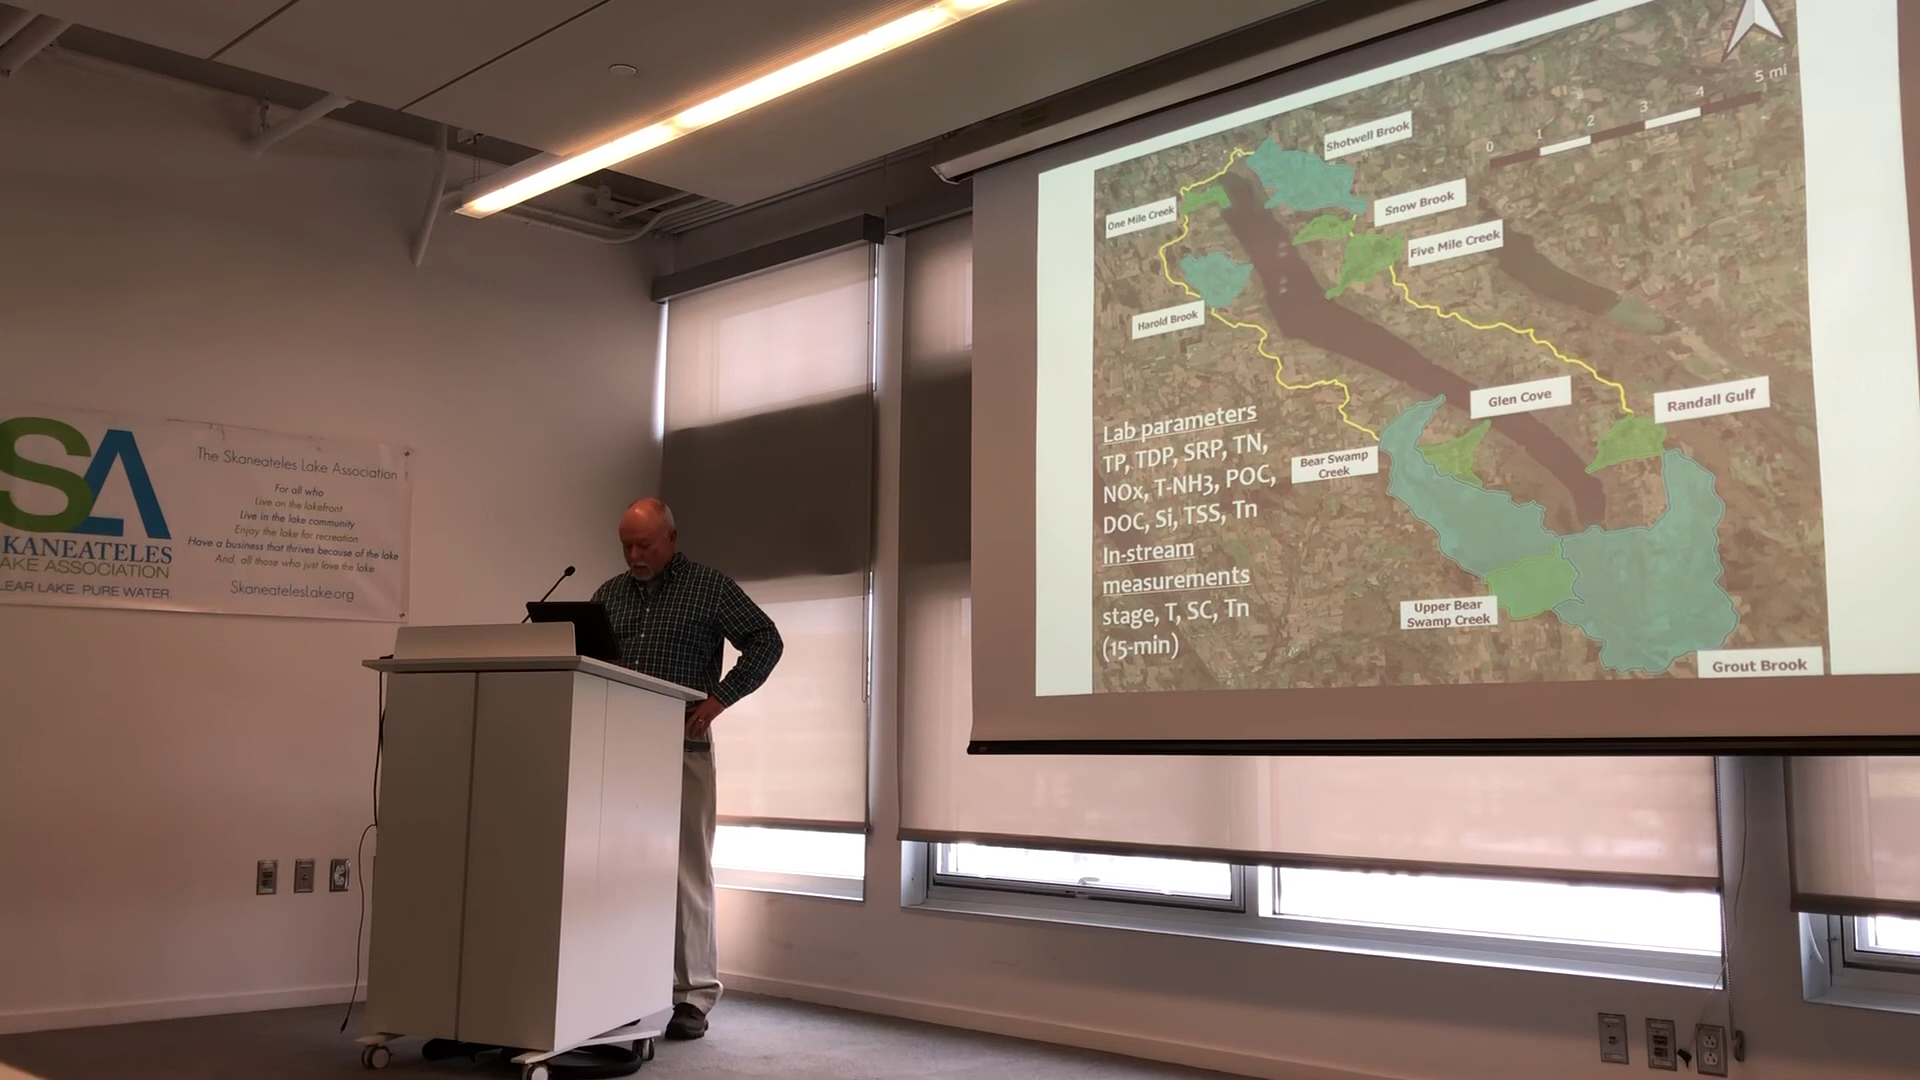 SA
KANEATELES
AKE ASSOCIATION
LEAR LAKE. PURE WATER.
The Skaneateles Lake Association
For all who
Live on the lakefront
Live in the lake community
Enjoy the lake for recreation
Have a business that thrives because of the lake
And, all those who just love the lake
SkaneatelesLake.org
0 1 2 3 4 5 mi
Shotwell Brook
One Mile Creek
Snow Brook
Five Mile Creek
Harold Brook
Glen Cove
Randall Gulf
Bear Swamp
Creek
Upper Bear
Swamp Creek
Grout Brook
Lab parameters
TP, TDP, SRP, TN,
NOx, T-NH3, POC,
DOC, Si, TSS, Tn
In-stream
measurements
stage, T, SC, Tn
(15-min)